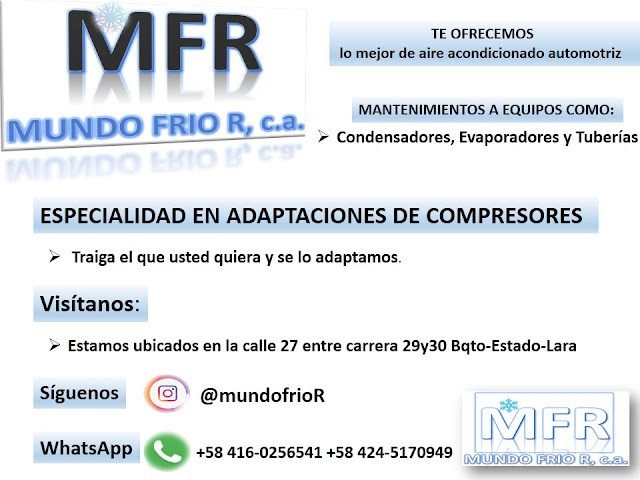 MFR
MUNDO FRIO R, c.a.
TE OFRECEMOS
lo mejor de aire acondicionado automotriz
MANTENIMIENTOS A EQUIPOS COMO:
➢ Condensadores, Evaporadores y Tuberías
ESPECIALIDAD EN ADAPTACIONES DE COMPRESORES
➢ Traiga el que usted quiera y se lo adaptamos.
Visítanos:
➢ Estamos ubicados en la calle 27 entre carrera 29y30 Bqto-Estado-Lara
Síguenos @mundofrioR
WhatsApp +58 416-0256541 +58 424-5170949
MFR
MUNDO FRIO R, c.a.